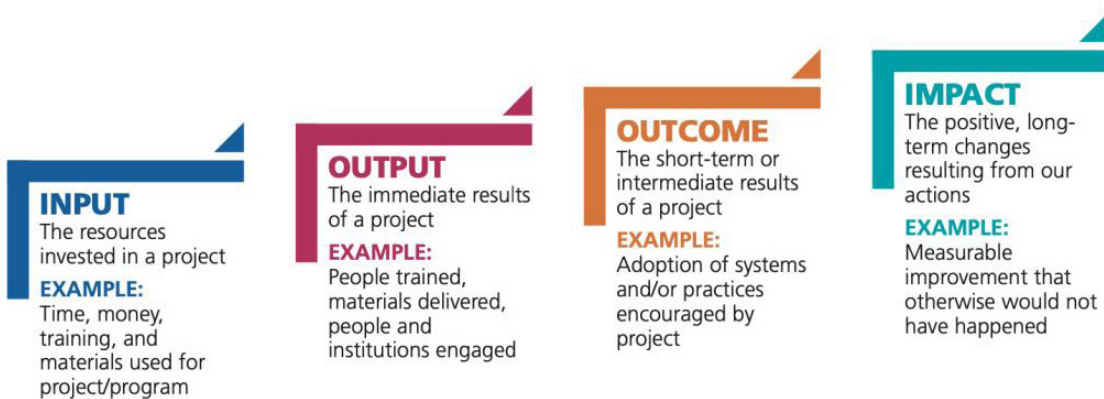 INPUT
The resources
invested in a project
EXAMPLE:
Time, money,
training, and
materials used for
project/program
OUTPUT
The immediate results
of a project
EXAMPLE:
People trained,
materials delivered,
people and
institutions engaged
OUTCOME
The short-term or
intermediate results
of a project
EXAMPLE:
Adoption of systems
and/or practices
encouraged by
project
IMPACT
The positive, long-
term changes
resulting from our
actions
EXAMPLE:
Measurable
improvement that
otherwise would not
have happened